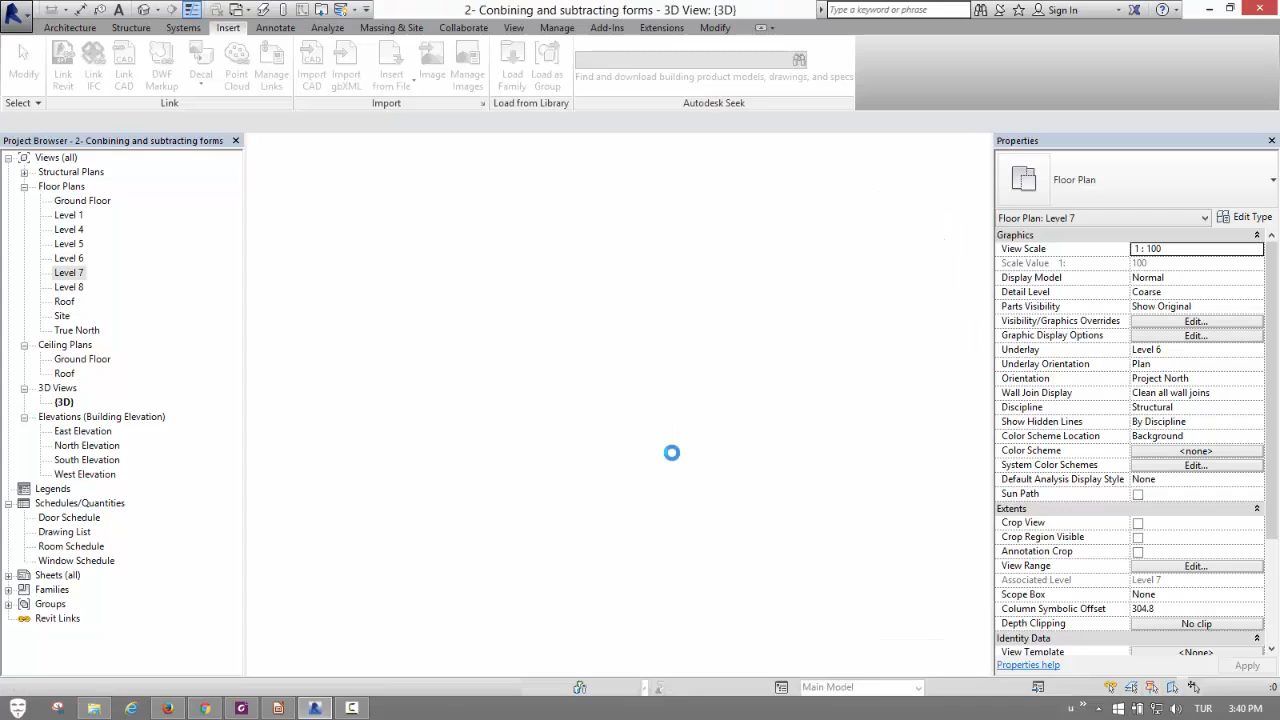 2- Conbining and subtracting forms - 3D View: {3D}
Type a keyword or phrase
Sign In
Architecture Structure Systems Insert Annotate Analyze Massing & Site Collaborate View Manage Add-Ins Extensions Modify
Modify
Link Revit
Link IFC
Link CAD
DWF Markup
Decal
Point Cloud
Manage Links
Import CAD
Import gbXML
Insert from File
Image
Manage Images
Load Family
Load as Group
Find and download building product models, drawings, and specs
Select
Link
Import
Load from Library
Autodesk Seek
Project Browser - 2- Conbining and subtracting forms
Views (all)
Structural Plans
Floor Plans
Ground Floor
Level 1
Level 4
Level 5
Level 6
Level 7
Level 8
Roof
Site
True North
Ceiling Plans
Ground Floor
Roof
3D Views
{3D}
Elevations (Building Elevation)
East Elevation
North Elevation
South Elevation
West Elevation
Legends
Schedules/Quantities
Door Schedule
Drawing List
Room Schedule
Window Schedule
Sheets (all)
Families
Groups
Revit Links
Properties
Floor Plan
Floor Plan: Level 7
Edit Type
Graphics
View Scale 1 : 100
Scale Value 1: 100
Display Model Normal
Detail Level Coarse
Parts Visibility Show Original
Visibility/Graphics Overrides Edit...
Graphic Display Options Edit...
Underlay Level 6
Underlay Orientation Plan
Orientation Project North
Wall Join Display Clean all wall joins
Discipline Structural
Show Hidden Lines By Discipline
Color Scheme Location Background
Color Scheme <none>
System Color Schemes Edit...
Default Analysis Display Style None
Sun Path
Extents
Crop View
Crop Region Visible
Annotation Crop
View Range Edit...
Associated Level Level 7
Scope Box None
Column Symbolic Offset 304.8
Depth Clipping No clip
Identity Data
View Template <None>
Properties help
Apply
Main Model
:0
u
TUR
3:40 PM